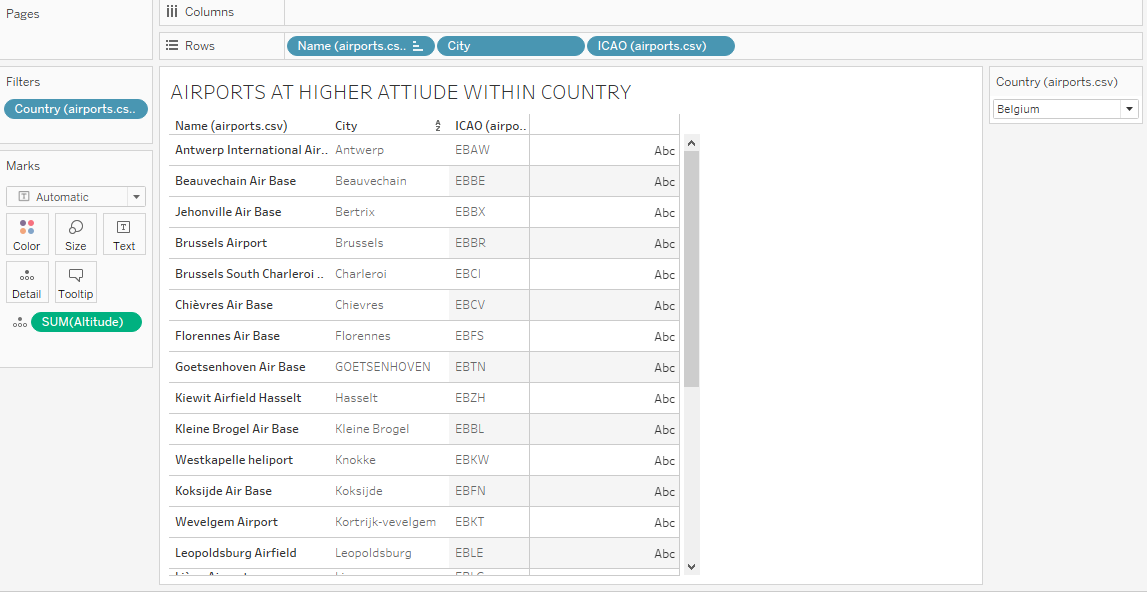 Pages
Columns
Rows
Name (airports.cs..
City
ICAO (airports.csv)
Filters
Country (airports.cs..
Marks
Automatic
Color
Size
Text
Detail
Tooltip
SUM(Altitude)
AIRPORTS AT HIGHER ATTIUDE WITHIN COUNTRY
Name (airports.csv) City ICAO (airpo..
Antwerp International Air.. Antwerp EBAW Abc
Beauvechain Air Base Beauvechain EBBE Abc
Jehonville Air Base Bertrix EBBX Abc
Brussels Airport Brussels EBBR Abc
Brussels South Charleroi .. Charleroi EBCI Abc
Chièvres Air Base Chievres EBCV Abc
Florennes Air Base Florennes EBFS Abc
Goetsenhoven Air Base GOETSENHOVEN EBTN Abc
Kiewit Airfield Hasselt Hasselt EBZH Abc
Kleine Brogel Air Base Kleine Brogel EBBL Abc
Westkapelle heliport Knokke EBKW Abc
Koksijde Air Base Koksijde EBFN Abc
Wevelgem Airport Kortrijk-vevelgem EBKT Abc
Leopoldsburg Airfield Leopoldsburg EBLE Abc
Country (airports.csv)
Belgium